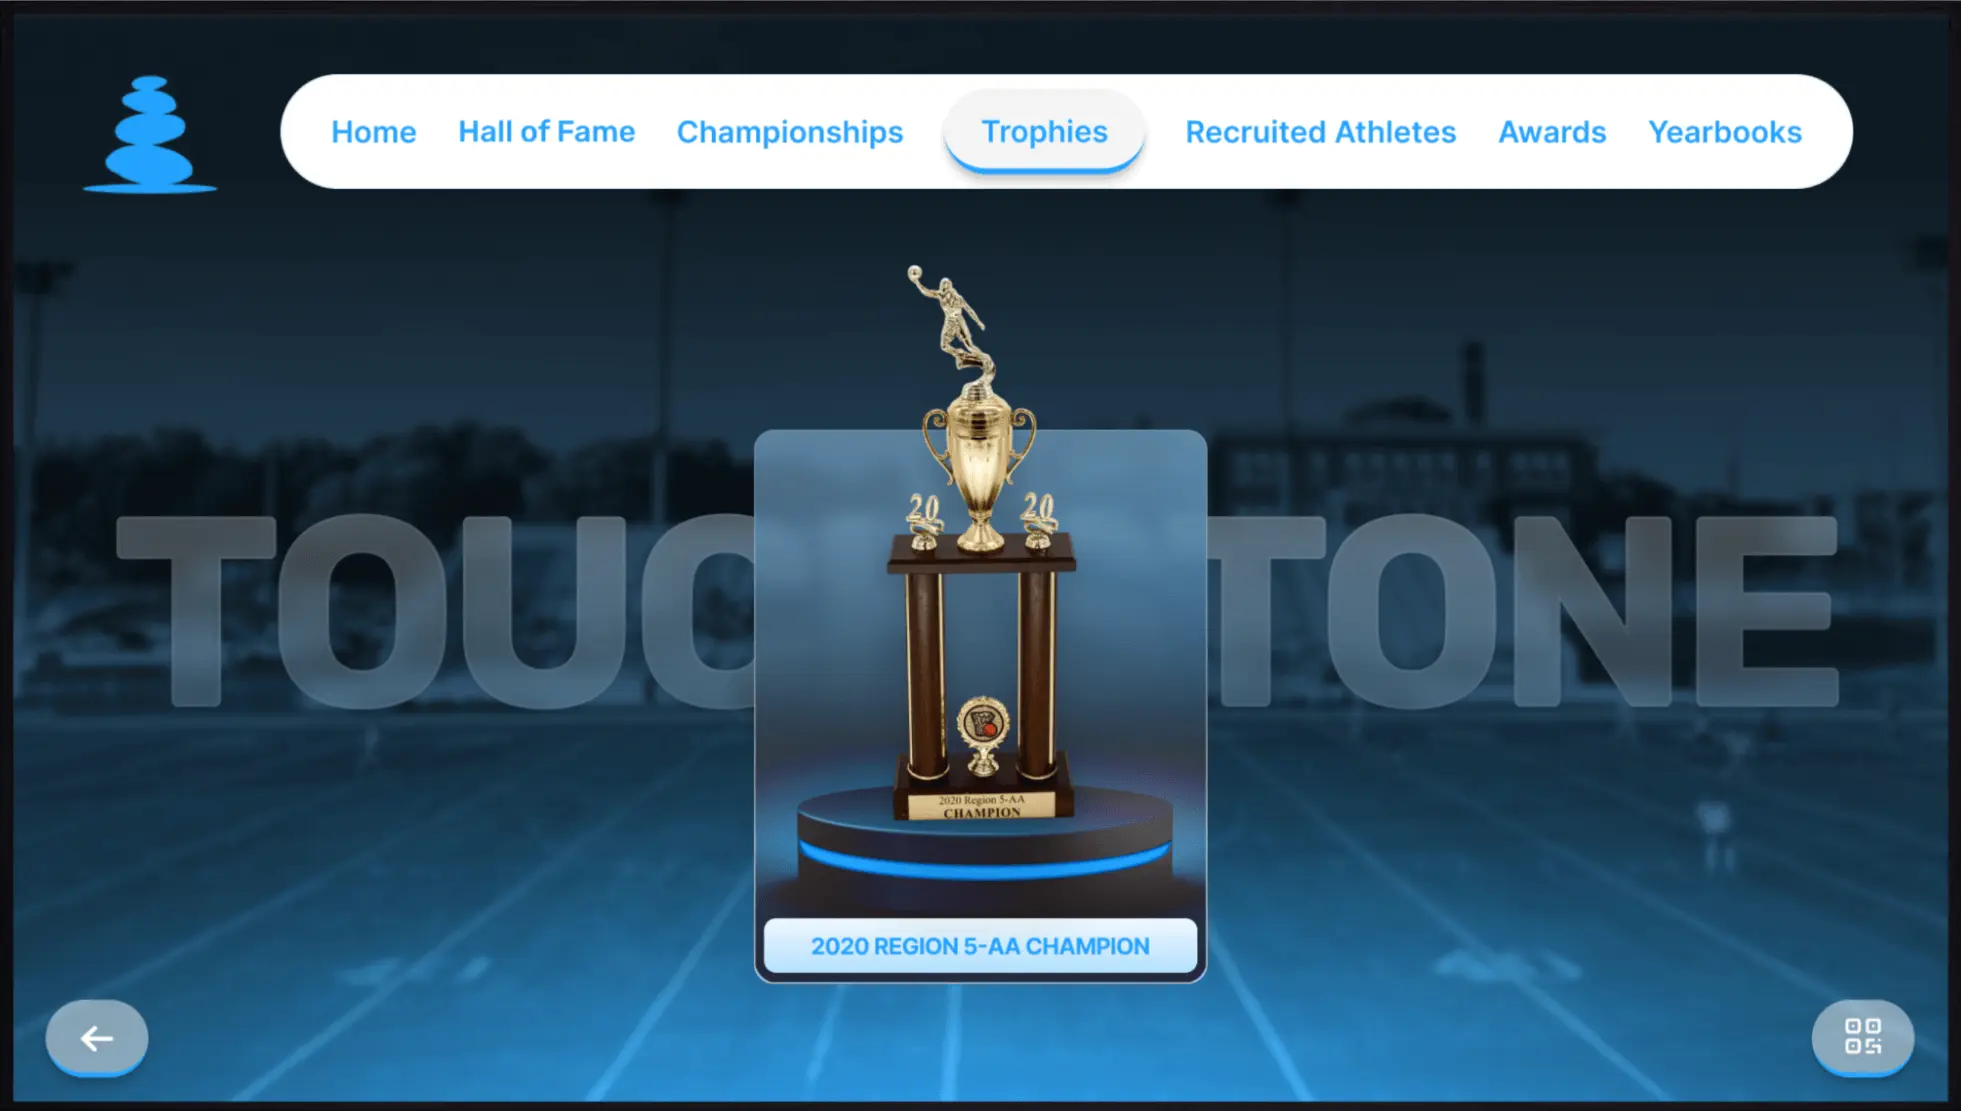 Home
Hall of Fame
Championships
Trophies
Recruited Athletes
Awards
Yearbooks
20 20
TOUC TONE
2020 Region 5-AA
CHAMPION
2020 REGION 5-AA CHAMPION